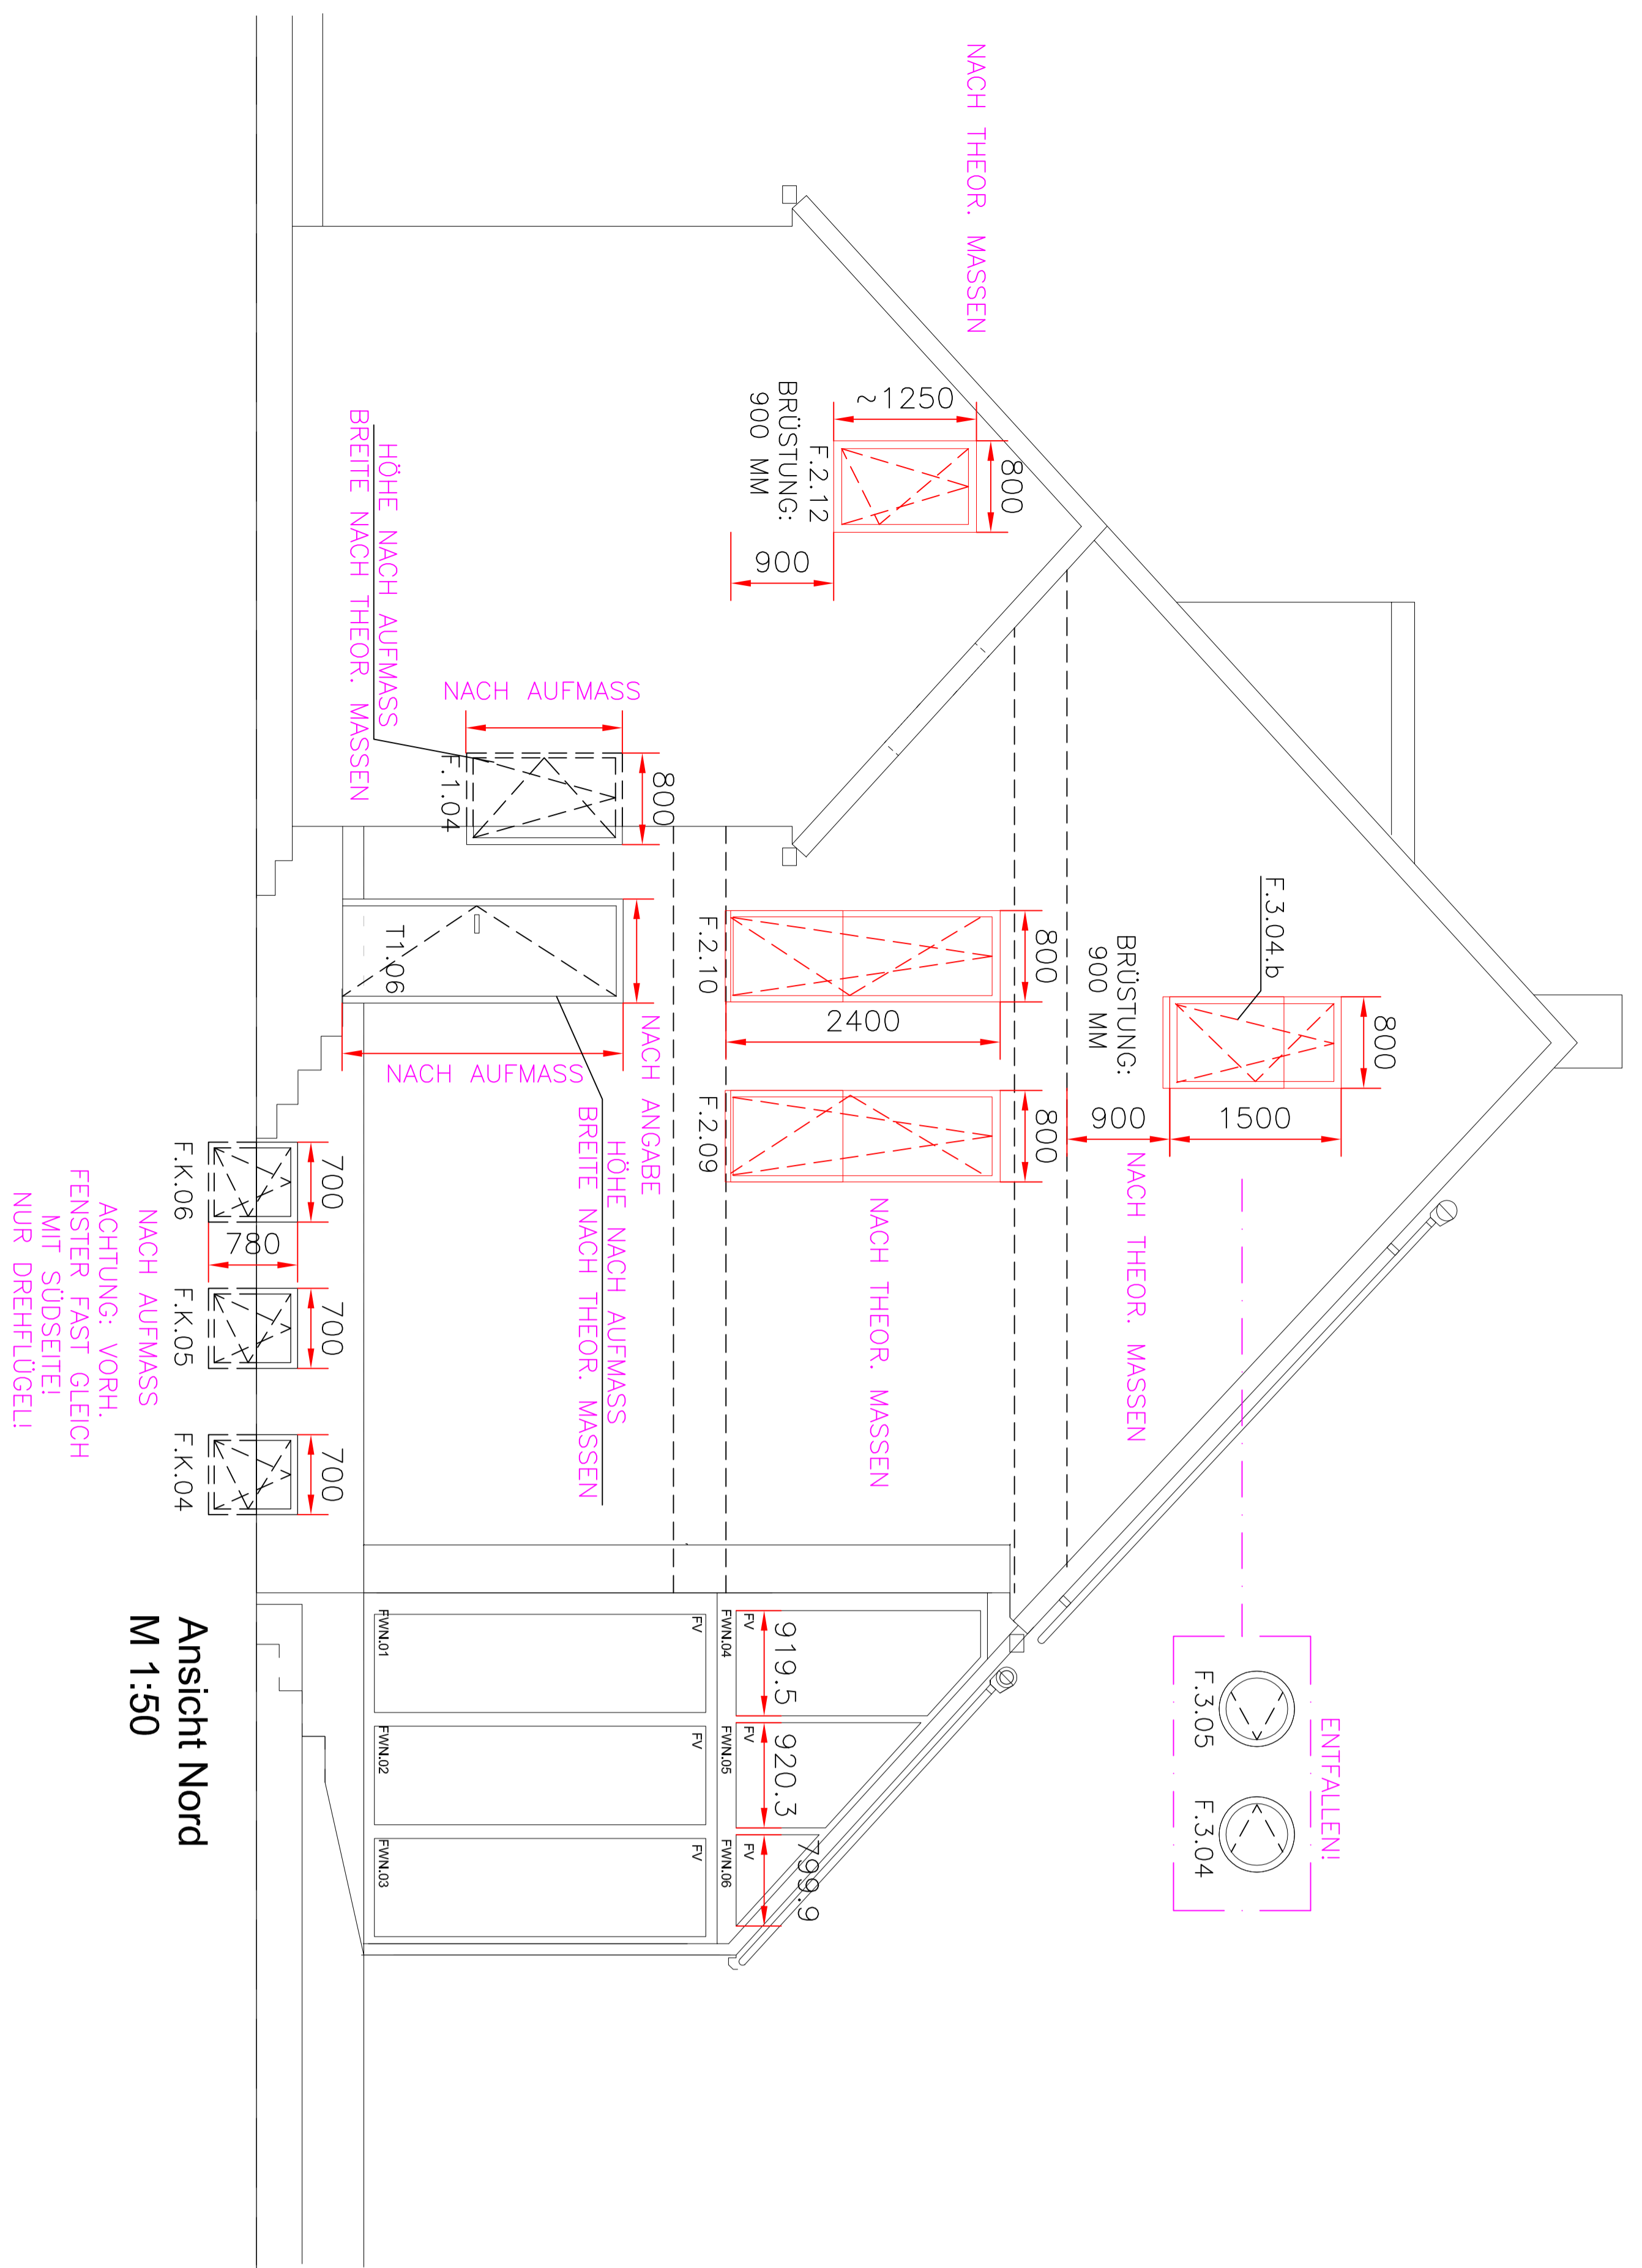 NACH THEOR. MASSEN
F.3.04.b
800
BRÜSTUNG:
900 MM
900
1500
NACH THEOR. MASSEN
ENTFALLEN!
F.3.05
F.3.04
~1250
800
F.2.12
BRÜSTUNG:
900 MM
900
800
F.2.10
2400
800
F.2.09
NACH THEOR. MASSEN
NACH AUFMASS
800
F.1.04
HÖHE NACH AUFMASS
BREITE NACH THEOR. MASSEN
T1.06
NACH ANGABE
NACH AUFMASS
HÖHE NACH AUFMASS
BREITE NACH THEOR. MASSEN
919.5
920.3
799.9
FV
FV
FV
FWN.04
FWN.05
FWN.06
FV
FV
FV
FWN.01
FWN.02
FWN.03
700
700
700
780
F.K.06
F.K.05
F.K.04
NACH AUFMASS
ACHTUNG: VORH.
FENSTER FAST GLEICH
MIT SÜDSEITE!
NUR DREHFLÜGEL!
Ansicht Nord
M 1:50